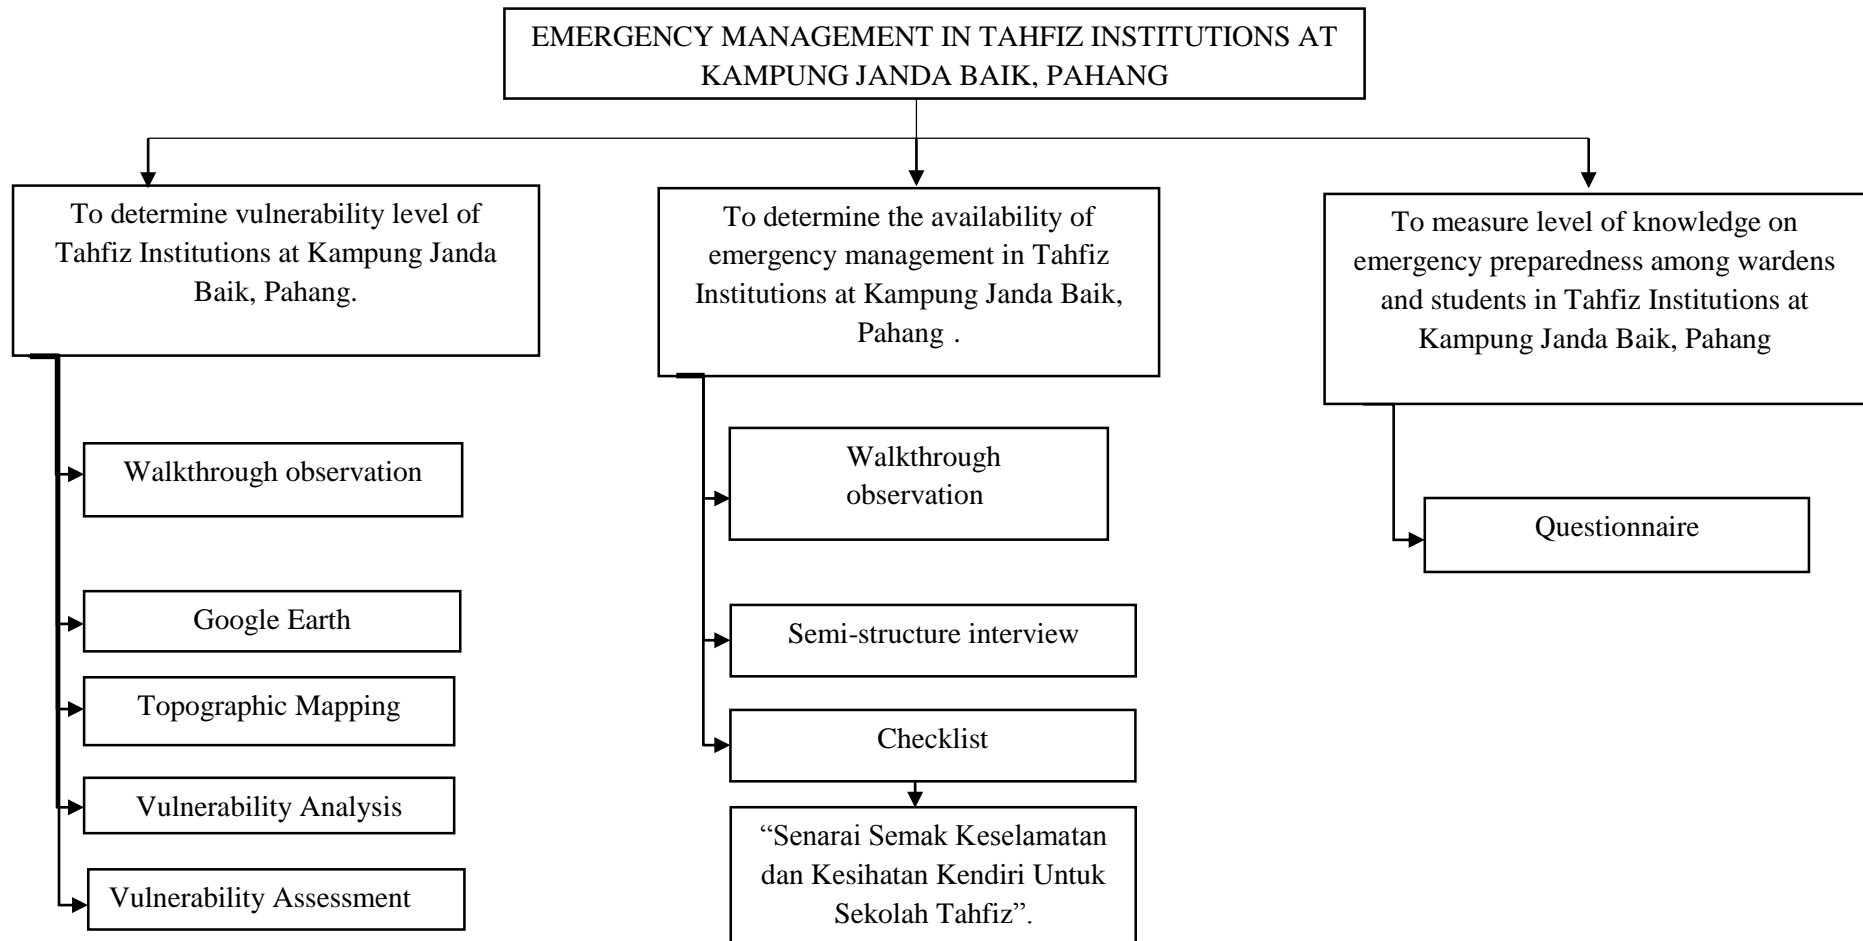 EMERGENCY MANAGEMENT IN TAHFIZ INSTITUTIONS AT
KAMPUNG JANDA BAIK, PAHANG
To determine vulnerability level of
Tahfiz Institutions at Kampung Janda
Baik, Pahang.
Walkthrough observation
Google Earth
Topographic Mapping
Vulnerability Analysis
Vulnerability Assessment
To determine the availability of
emergency management in Tahfiz
Institutions at Kampung Janda Baik,
Pahang .
Walkthrough
observation
Semi-structure interview
Checklist
“Senarai Semak Keselamatan
dan Kesihatan Kendiri Untuk
Sekolah Tahfiz”.
To measure level of knowledge on
emergency preparedness among wardens
and students in Tahfiz Institutions at
Kampung Janda Baik, Pahang
Questionnaire